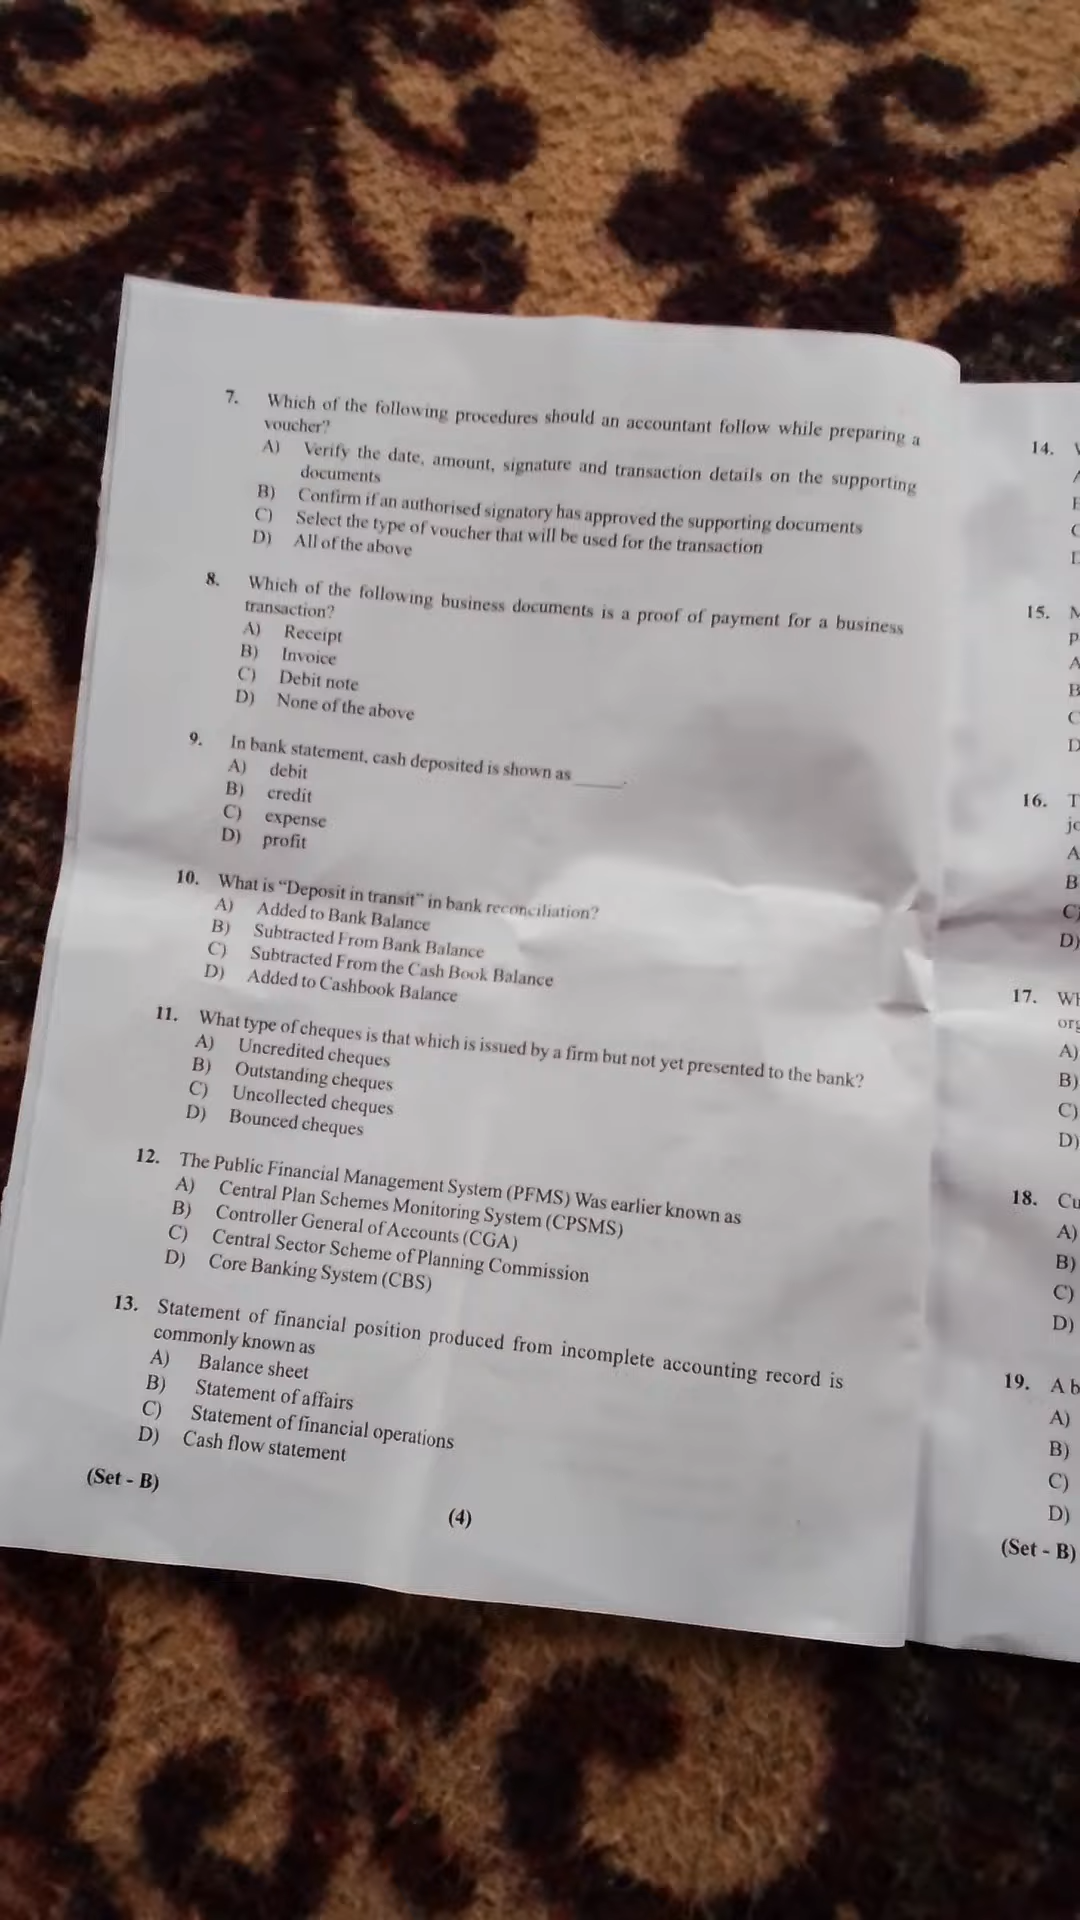 7. Which of the following procedures should an accountant follow while preparing a
voucher?
A) Verify the date, amount, signature and transaction details on the supporting
documents
B) Confirm if an authorised signatory has approved the supporting documents
C) Select the type of voucher that will be used for the transaction
D) All of the above
8. Which of the following business documents is a proof of payment for a business
transaction?
A) Receipt
B) Invoice
C) Debit note
D) None of the above
9. In bank statement, cash deposited is shown as ______.
A) debit
B) credit
C) expense
D) profit
10. What is “Deposit in transit” in bank reconciliation?
A) Added to Bank Balance
B) Subtracted From Bank Balance
C) Subtracted From the Cash Book Balance
D) Added to Cashbook Balance
11. What type of cheques is that which is issued by a firm but not yet presented to the bank?
A) Uncredited cheques
B) Outstanding cheques
C) Uncollected cheques
D) Bounced cheques
12. The Public Financial Management System (PFMS) Was earlier known as
A) Central Plan Schemes Monitoring System (CPSMS)
B) Controller General of Accounts (CGA)
C) Central Sector Scheme of Planning Commission
D) Core Banking System (CBS)
13. Statement of financial position produced from incomplete accounting record is
commonly known as
A) Balance sheet
B) Statement of affairs
C) Statement of financial operations
D) Cash flow statement
(Set - B)
(4)
14.
15.
16.
C)
D)
17.
A)
B)
C)
D)
18.
A)
B)
C)
D)
19. A
A)
B)
C)
D)
(Set - B)